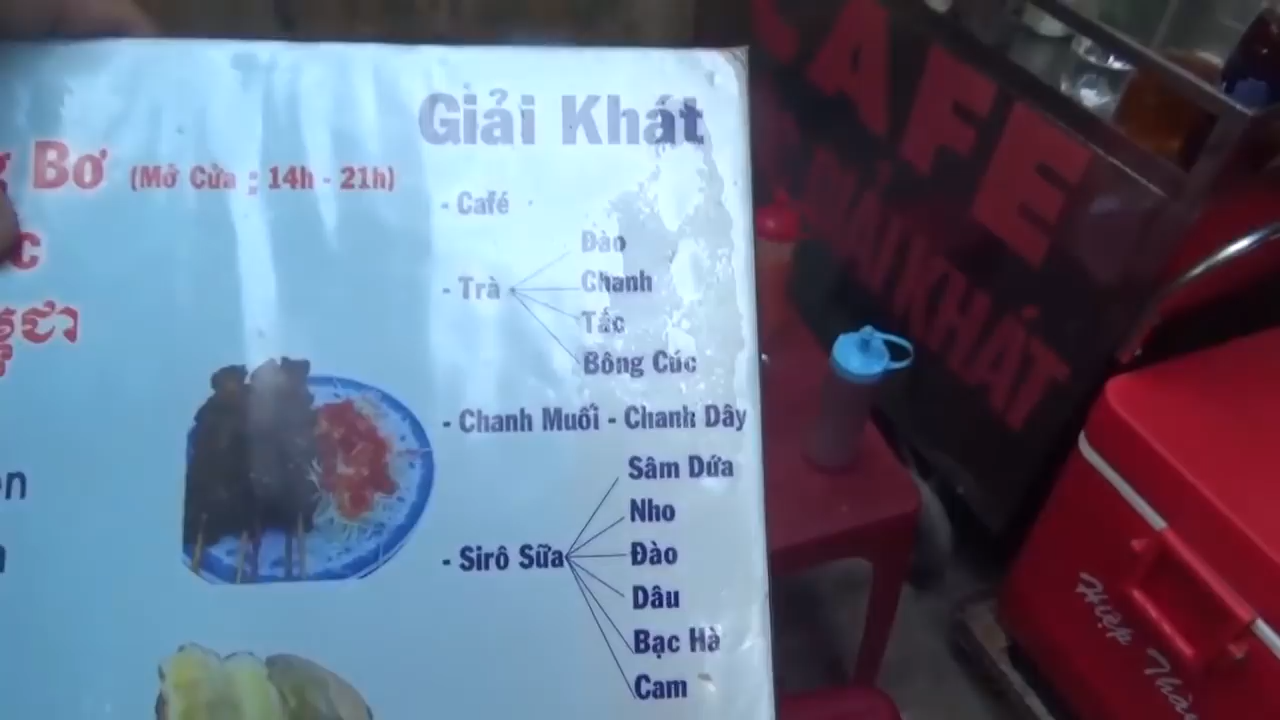 Giải Khát
Bơ (Mở Cửa : 14h - 21h)
- Café
- Trà
Đào
Chanh
Tắc
Bông Cúc
- Chanh Muối - Chanh Dây
- Sirô Sữa
Sâm Dứa
Nho
Đào
Dâu
Bạc Hà
Cam
CAFE
KHÁT
Hiệp